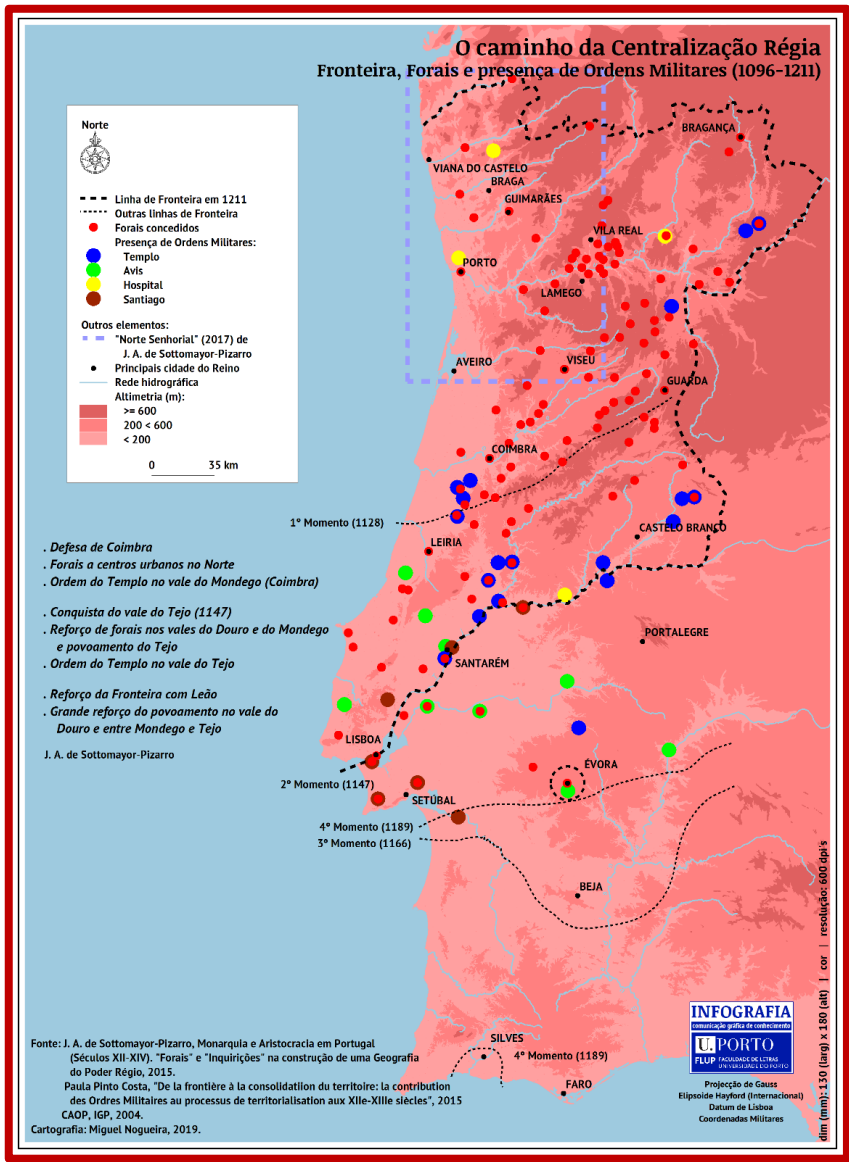 O caminho da Centralização Régia
Fronteira, Forais e presença de Ordens Militares (1096-1211)
Norte
Linha de Fronteira em 1211
Outras linhas de Fronteira
Forais concedidos
Presença de Ordens Militares:
Templo
Avis
Hospital
Santiago
Outros elementos:
"Norte Senhorial" (2017) de
J. A. de Sottomayor-Pizarro
Principais cidade do Reino
Rede hidrográfica
Altimetria (m):
>= 600
200 < 600
< 200
0 35 km
BRAGANÇA
VIANA DO CASTELO
BRAGA
GUIMARÃES
VILA REAL
PORTO
LAMEGO
AVEIRO
VISEU
GUARDA
COIMBRA
1º Momento (1128)
CASTELO BRANCO
LEIRIA
. Defesa de Coimbra
. Forais a centros urbanos no Norte
. Ordem do Templo no vale do Mondego (Coimbra)
. Conquista do vale do Tejo (1147)
. Reforço de forais nos vales do Douro e do Mondego
e povoamento do Tejo
. Ordem do Templo no vale do Tejo
. Reforço da Fronteira com Leão
. Grande reforço do povoamento no vale do
Douro e entre Mondego e Tejo
J. A. de Sottomayor-Pizarro
PORTALEGRE
SANTARÉM
LISBOA
ÉVORA
2º Momento (1147)
SETÚBAL
4º Momento (1189)
3º Momento (1166)
BEJA
SILVES
4º Momento (1189)
FARO
Fonte: J. A. de Sottomayor-Pizarro, Monarquia e Aristocracia em Portugal
(Séculos XII-XIV). "Forais" e "Inquirições" na construção de uma Geografia
do Poder Régio, 2015.
Paula Pinto Costa, "De la frontière à la consolidatiion du territoire: la contribution
des Ordres Militaires au processus de territorialisation aux XIIe-XIIIe siècles", 2015
CAOP, IGP, 2004.
Cartografia: Miguel Nogueira, 2019.
INFOGRAFIA
comunicação gráfica de conhecimento
U. PORTO
FLUP FACULDADE DE LETRAS
UNIVERSIDADE DO PORTO
Projecção de Gauss
Elipsoide Hayford (Internacional)
Datum de Lisboa
Coordenadas Militares
dim (mm): 130 (larg) x 180 (alt) | cor | resolução: 600 dpi's